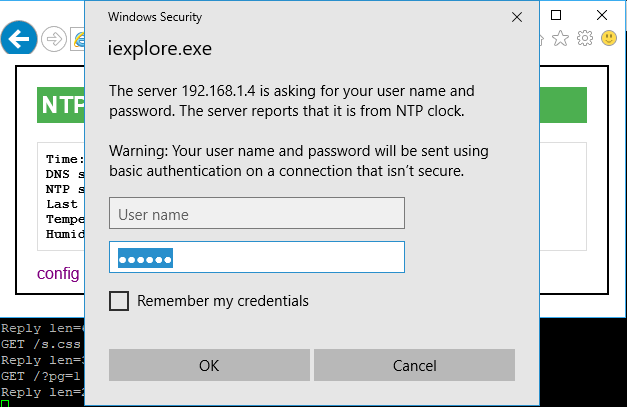 Windows Security
iexplore.exe
The server 192.168.1.4 is asking for your user name and
password. The server reports that it is from NTP clock.
Warning: Your user name and password will be sent using
basic authentication on a connection that isn't secure.
User name
••••••
Remember my credentials
OK
Cancel
NTP
Time:
DNS s
NTP s
Last
Tempe
Humid
config
Reply len=
GET /s.css
Reply len=
GET /?pg=1
Reply len=